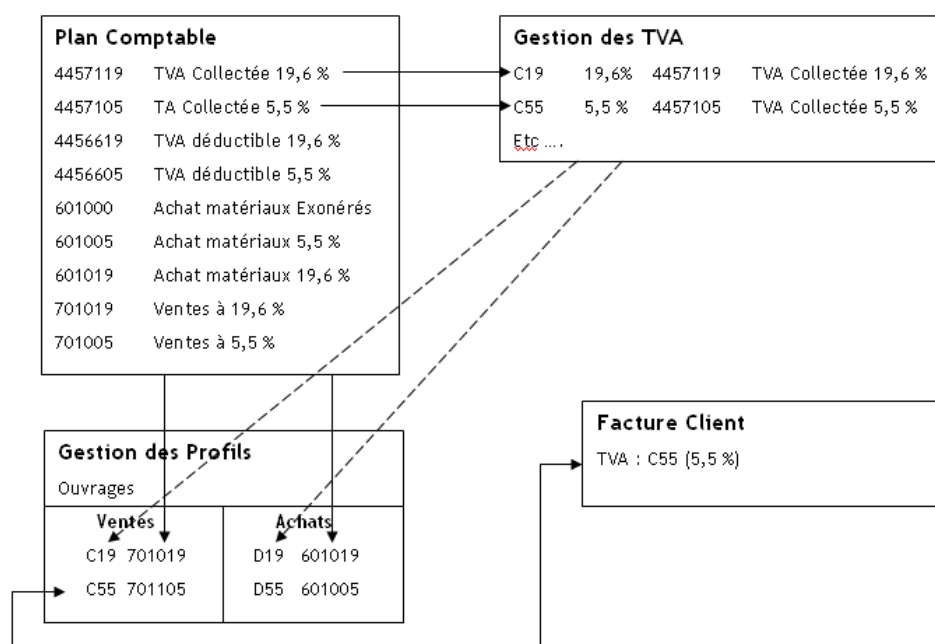 Plan Comptable
4457119 TVA Collectée 19,6 %
4457105 TA Collectée 5,5 %
4456619 TVA déductible 19,6 %
4456605 TVA déductible 5,5 %
601000 Achat matériaux Exonérés
601005 Achat matériaux 5,5 %
601019 Achat matériaux 19,6 %
701019 Ventes à 19,6 %
701005 Ventes à 5,5 %
Gestion des TVA
C19 19,6% 4457119 TVA Collectée 19,6 %
C55 5,5 % 4457105 TVA Collectée 5,5 %
Etc ....
Gestion des Profils
Ouvrages
Ventes
C19 701019
C55 701105
Achats
D19 601019
D55 601005
Facture Client
TVA : C55 (5,5 %)